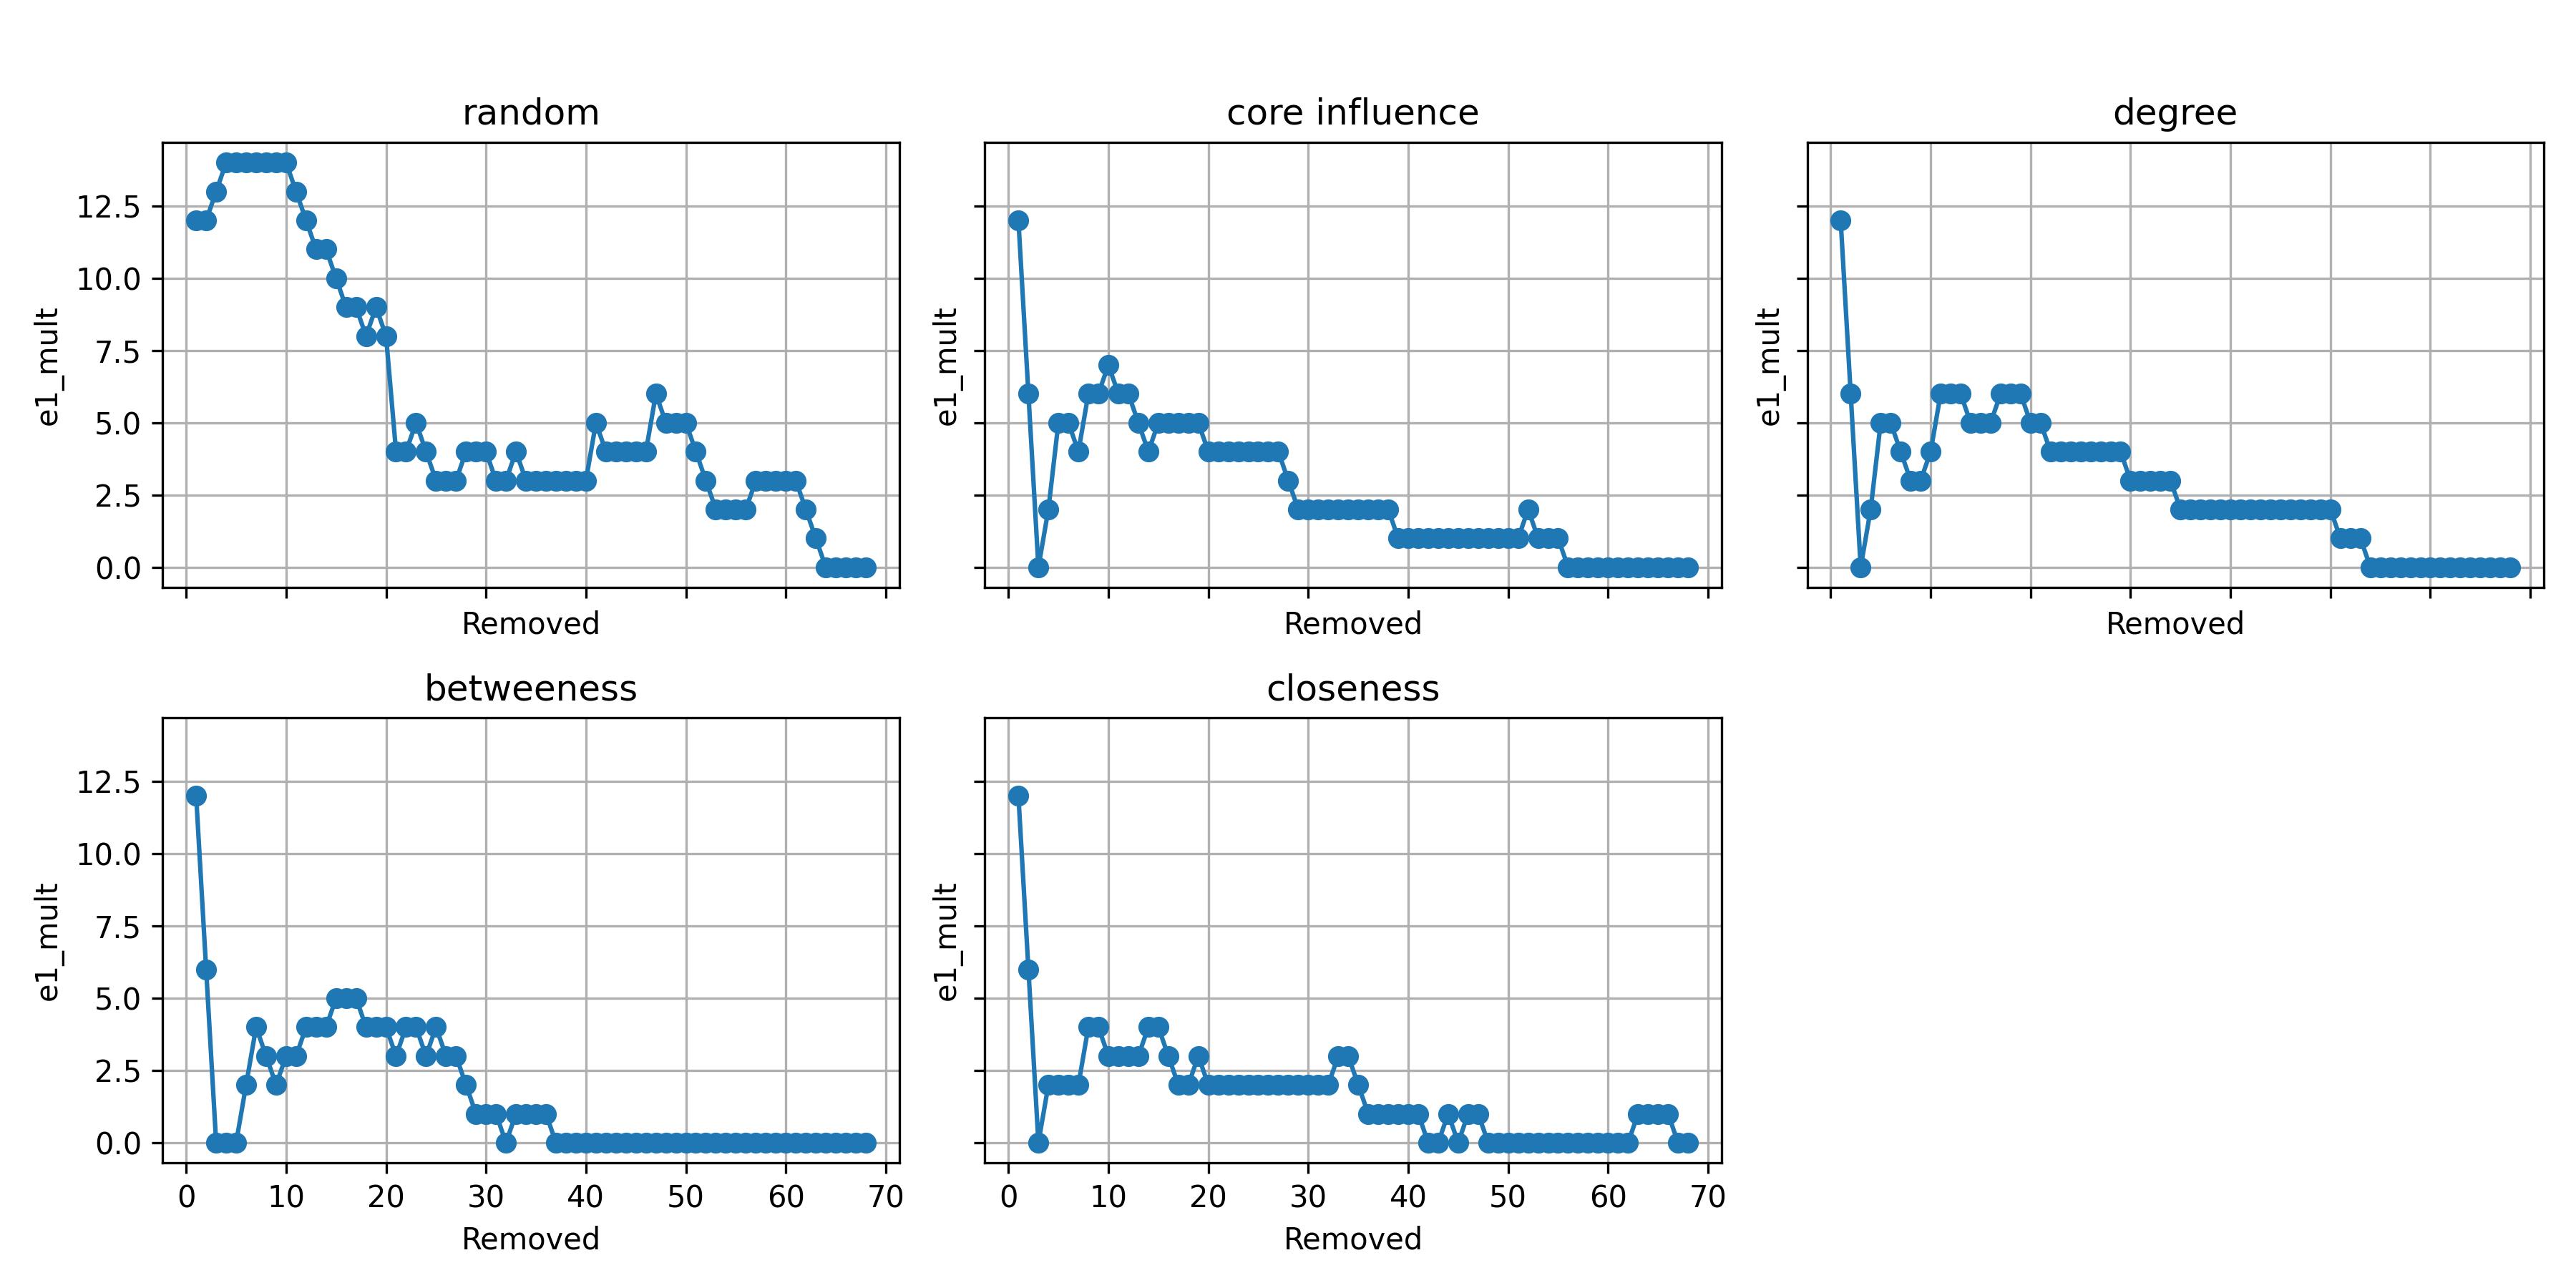 random
core influence
degree
12.5
10.0
7.5
5.0
2.5
0.0
e1_mult
e1_mult
e1_mult
Removed
Removed
Removed
betweeness
closeness
12.5
10.0
7.5
5.0
2.5
0.0
e1_mult
e1_mult
0 10 20 30 40 50 60 70
0 10 20 30 40 50 60 70
Removed
Removed